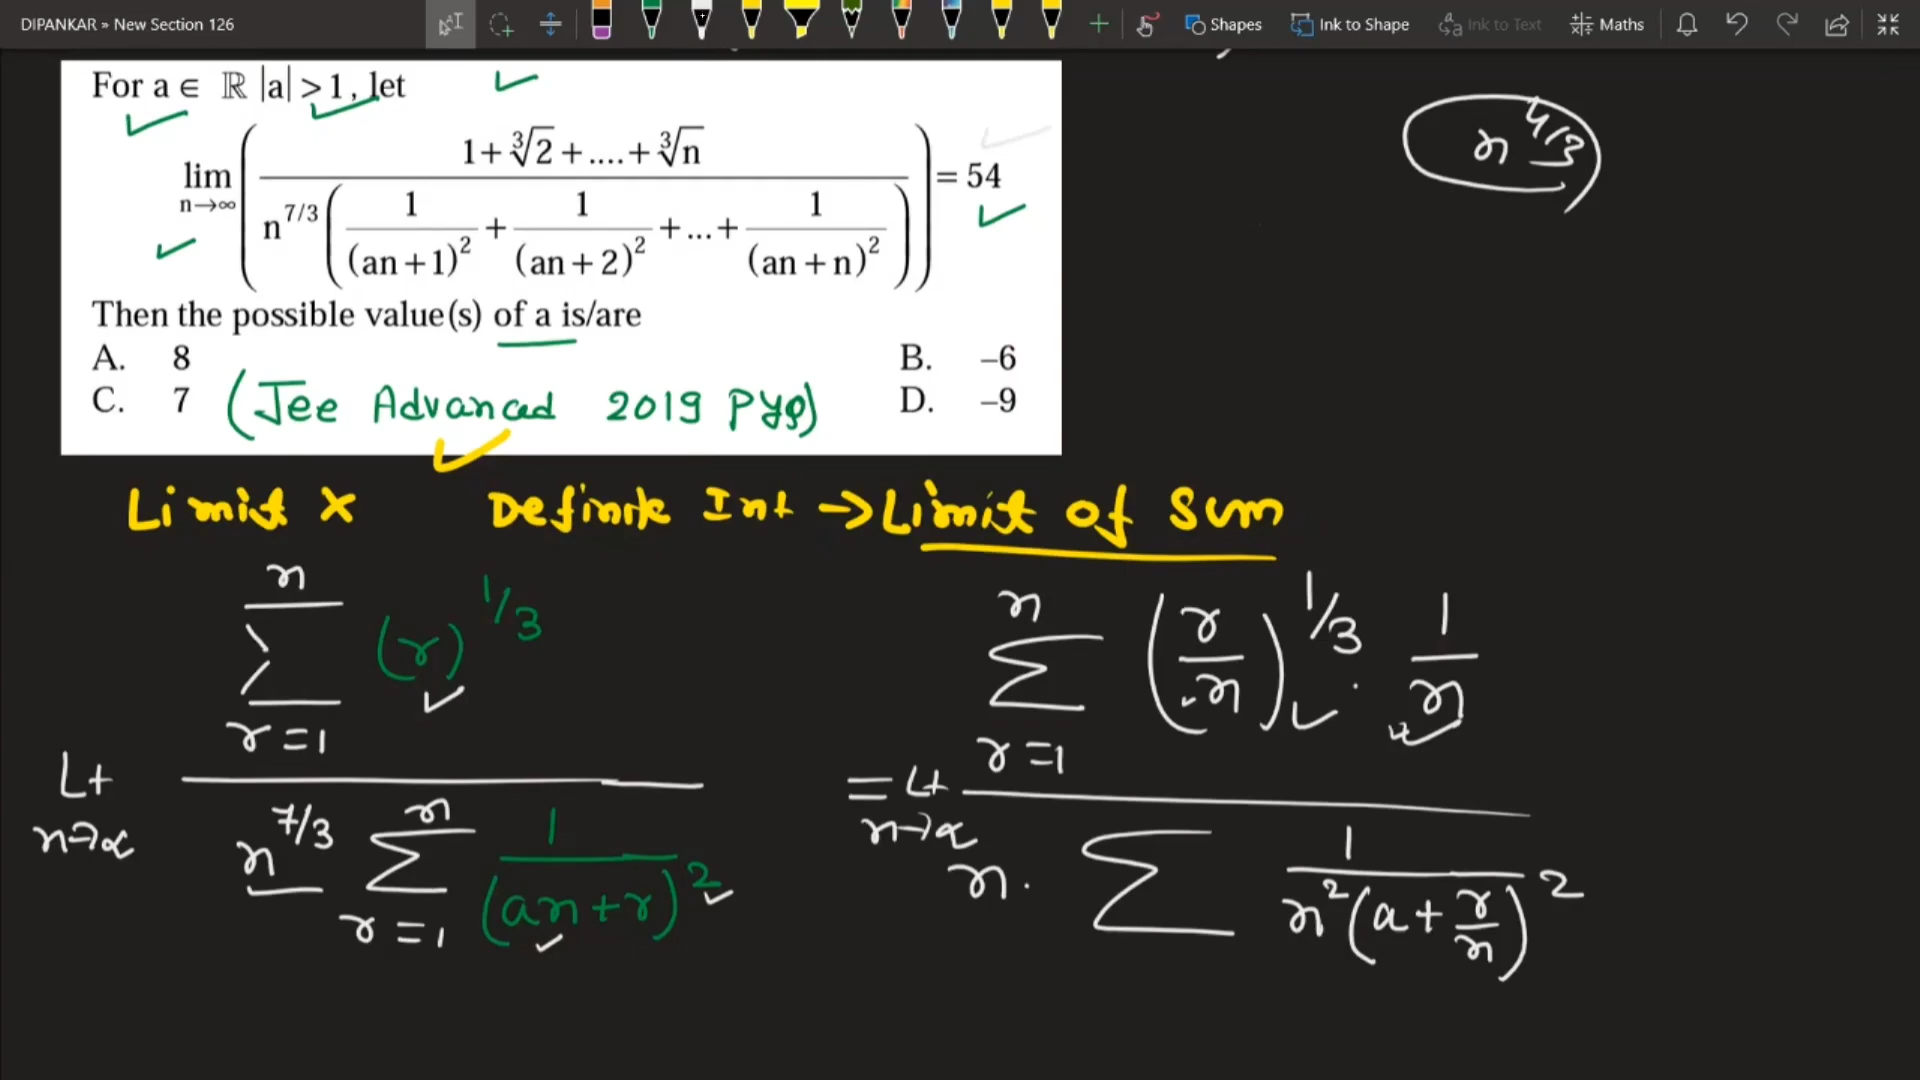 DIPANKAR » New Section 126
Shapes Ink to Shape Ink to Text Maths
For a ∈ ℝ |a| > 1, let
lim n→∞ ( (1 + ∛2 + .... + ∛n) / (n^7/3 ( 1/(an+1)² + 1/(an+2)² + ... + 1/(an+n)² )) ) = 54
n^4/3
Then the possible value(s) of a is/are
A. 8 B. –6
C. 7 D. –9
(Jee Advanced 2019 PYQ)
Limit x Definite Int → Limit of Sum
Lt n→∝ ( Σ r=1 n (r)^1/3 ) / ( n^7/3 Σ r=1 n 1/(an+r)² )
= Lt n→∝ ( Σ r=1 n (r/n)^1/3 . 1/n ) / ( n. Σ 1/(n²(a+r/n)²) )